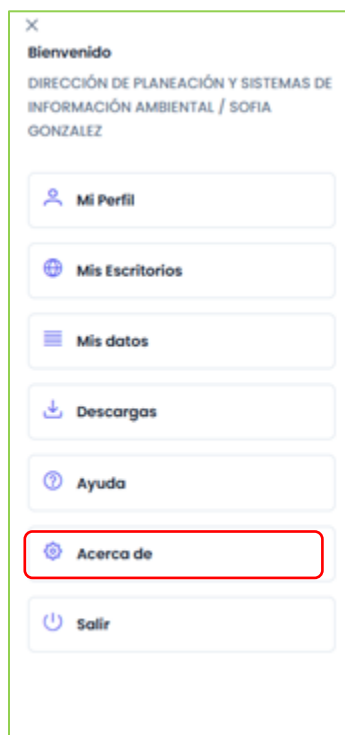 Bienvenido
DIRECCIÓN DE PLANEACIÓN Y SISTEMAS DE
INFORMACIÓN AMBIENTAL / SOFIA
GONZALEZ
Mi Perfil
Mis Escritorios
Mis datos
Descargas
Ayuda
Acerca de
Salir